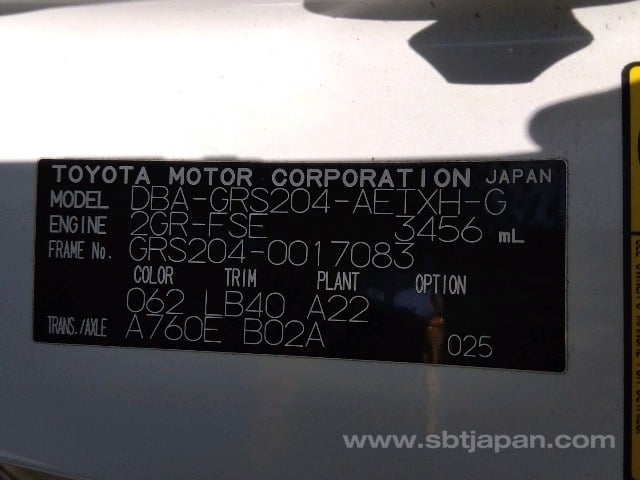 TOYOTA MOTOR CORPORATION JAPAN
MODEL DBA-GRS204-AETXH-G
ENGINE 2GR-FSE 3456 mL
FRAME No. GRS204-0017083
COLOR TRIM PLANT OPTION
062 LB40 A22
TRANS./AXLE A760E B02A 025
www.sbtjapan.com